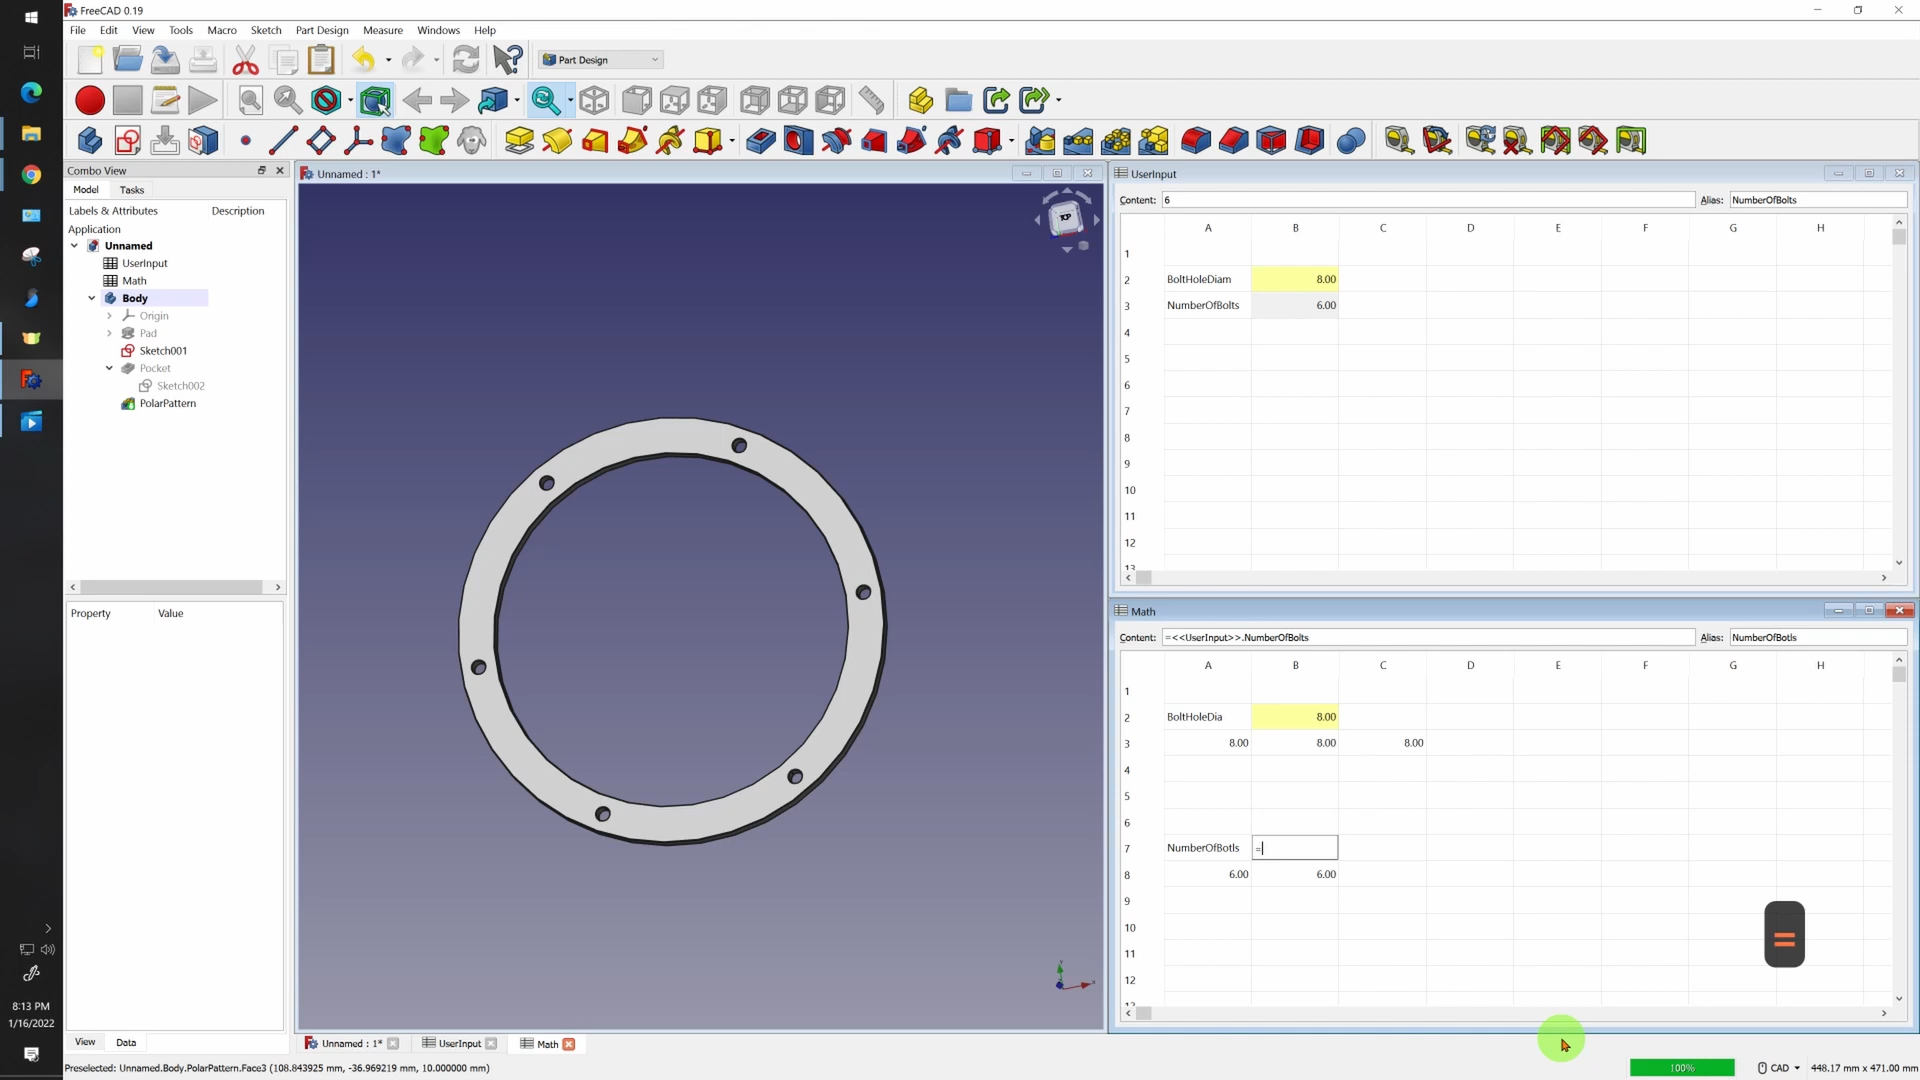 FreeCAD 0.19
File Edit View Tools Macro Sketch Part Design Measure Windows Help
Part Design
Combo View
Model Tasks
Labels & Attributes Description
Application
Unnamed
UserInput
Math
Body
Origin
Pad
Sketch001
Pocket
Sketch002
PolarPattern
Property Value
View Data
Unnamed : 1*
TOP
Unnamed : 1* UserInput Math
UserInput
Content: 6 Alias: NumberOfBolts
A B C D E F G H
1
2 BoltHoleDiam 8.00
3 NumberOfBolts 6.00
4
5
6
7
8
9
10
11
12
13
Math
Content: =<<UserInput>>.NumberOfBolts Alias: NumberOfBotls
A B C D E F G H
1
2 BoltHoleDia 8.00
3 8.00 8.00 8.00
4
5
6
7 NumberOfBotls =
8 6.00 6.00
9
10
11
12
=
8:13 PM
1/16/2022
Preselected: Unnamed.Body.PolarPattern.Face3 (108.843925 mm, -36.969219 mm, 10.000000 mm)
100% CAD 448.17 mm x 471.00 mm